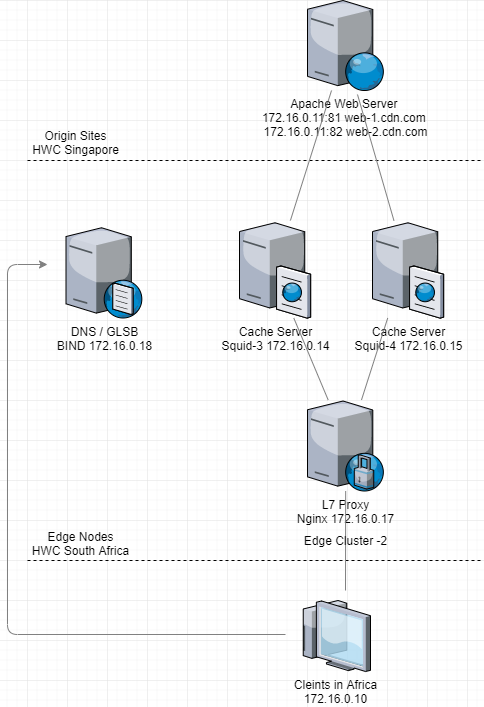 Apache Web Server
172.16.0.11:81 web-1.cdn.com
172.16.0.11:82 web-2.cdn.com
Origin Sites
HWC Singapore
DNS / GLSB
BIND 172.16.0.18
Cache Server
Squid-3 172.16.0.14
Cache Server
Squid-4 172.16.0.15
L7 Proxy
Nginx 172.16.0.17
Edge Cluster -2
Edge Nodes
HWC South Africa
Cleints in Africa
172.16.0.10